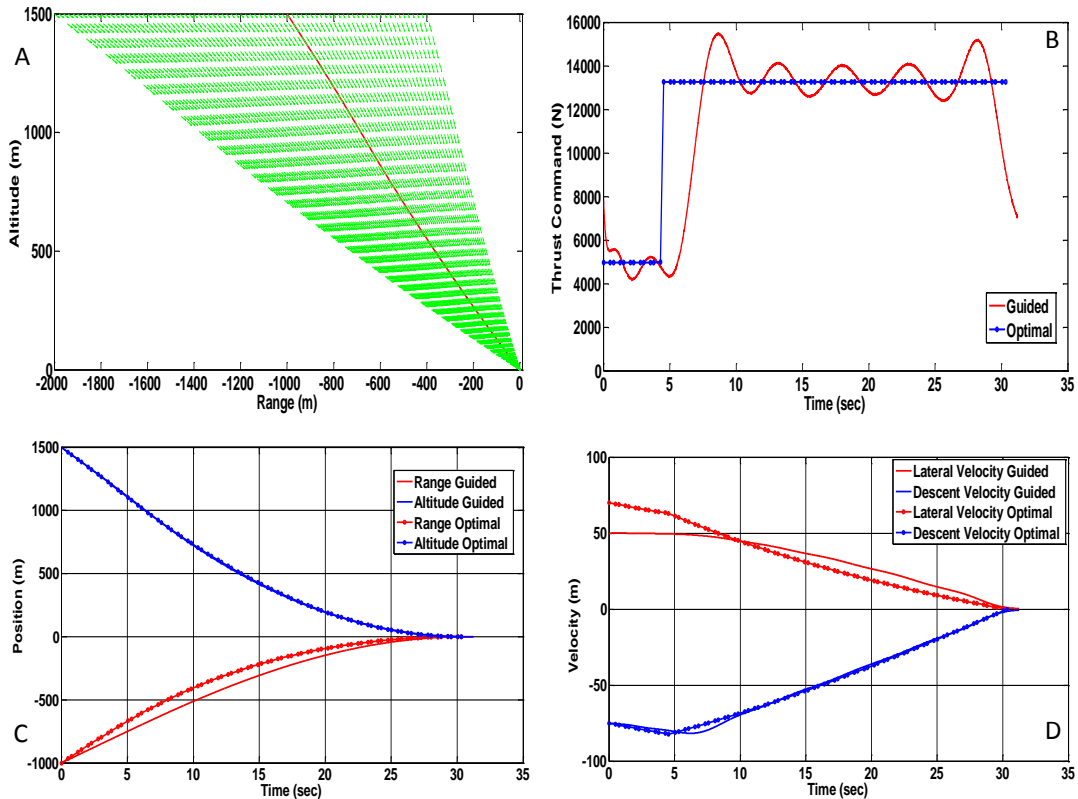 A
1500
1000
500
0
-2000
-1800
-1600
-1400
-1200
-1000
-800
-600
-400
-200
0
Altitude (m)
Range (m)
B
16000
14000
12000
10000
8000
6000
4000
2000
0
0
5
10
15
20
25
30
35
Thrust Command (N)
Time (sec)
Guided
Optimal
C
1500
1000
500
0
-500
-1000
0
5
10
15
20
25
30
35
Position (m)
Time (sec)
Range Guided
Altitude Guided
Range Optimal
Altitude Optimal
D
100
50
0
-50
-100
0
5
10
15
20
25
30
35
Velocity (m)
Time (sec)
Lateral Velocity Guided
Descent Velocity Guided
Lateral Velocity Optimal
Descent Velocity Optimal